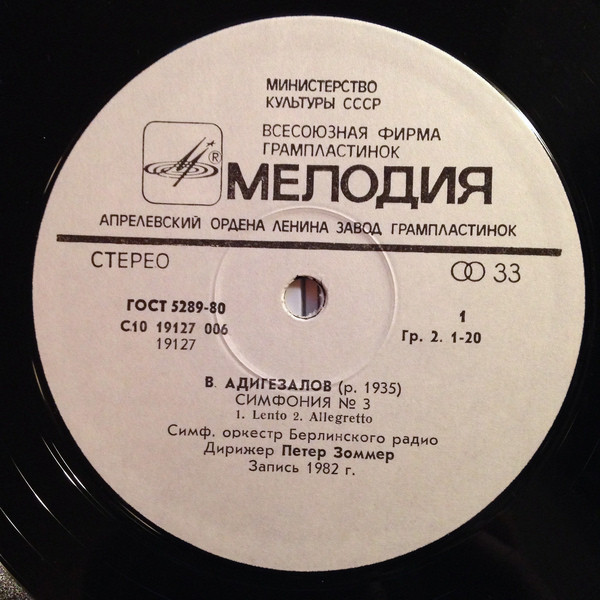 МИНИСТЕРСТВО
КУЛЬТУРЫ СССР
ВСЕСОЮЗНАЯ ФИРМА
ГРАМПЛАСТИНОК
®
МЕЛОДИЯ
АПРЕЛЕВСКИЙ ОРДЕНА ЛЕНИНА ЗАВОД ГРАМПЛАСТИНОК
СТЕРЕО
33
ГОСТ 5289-80
С10 19127 006
19127
1
Гр. 2. 1-20
В. АДИГЕЗАЛОВ (р. 1935)
СИМФОНИЯ № 3
1. Lento 2. Allegretto
Симф. оркестр Берлинского радио
Дирижер Петер Зоммер
Запись 1982 г.